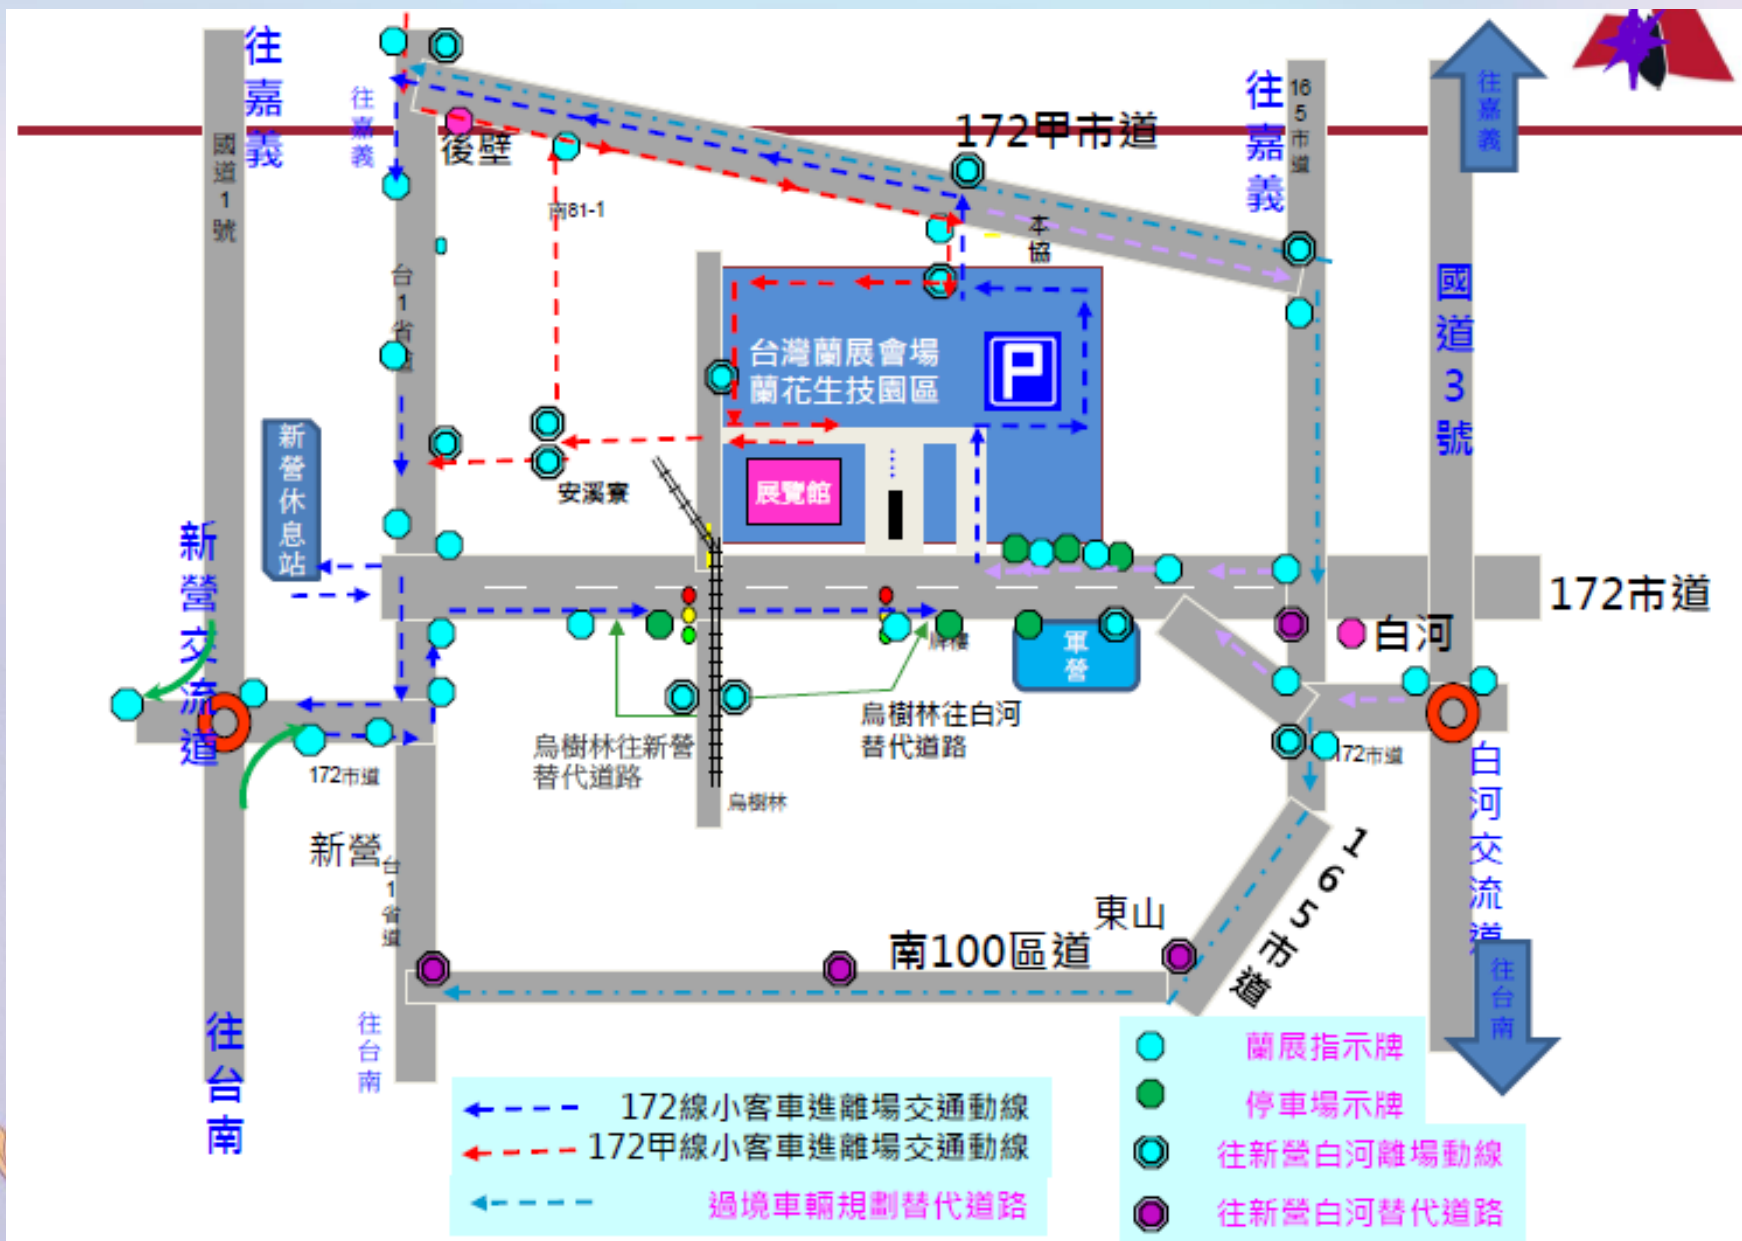 往嘉義
往嘉義
國道1號
後壁
172甲市道
往嘉義
165市道
往嘉義
南81-1
本協
台1省道
國道3號
台灣蘭展會場
蘭花生技園區
P
新營休息站
安溪寮
展覽館
新營交流道
172市道
軍營
牌樓
白河
烏樹林往新營
替代道路
烏樹林往白河
替代道路
172市道
烏樹林
172市道
白河交流道
新營
台1省道
165市道
東山
南100區道
往台南
往台南
往台南
172線小客車進離場交通動線
172甲線小客車進離場交通動線
過境車輛規劃替代道路
蘭展指示牌
停車場示牌
往新營白河離場動線
往新營白河替代道路